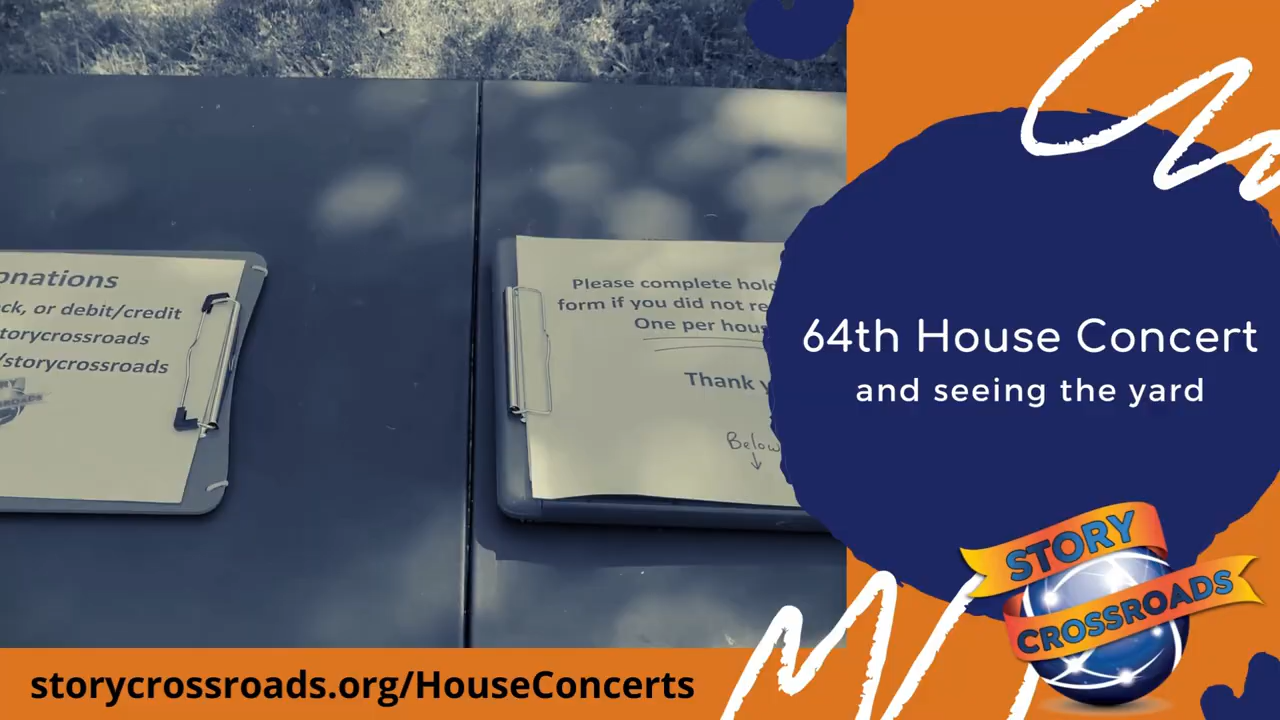 onations
ck, or debit/credit
torycrossroads
/storycrossroads
Please complete hold
form if you did not re
One per hous
Thank y
Below
64th House Concert
and seeing the yard
STORY
CROSSROADS
storycrossroads.org/HouseConcerts